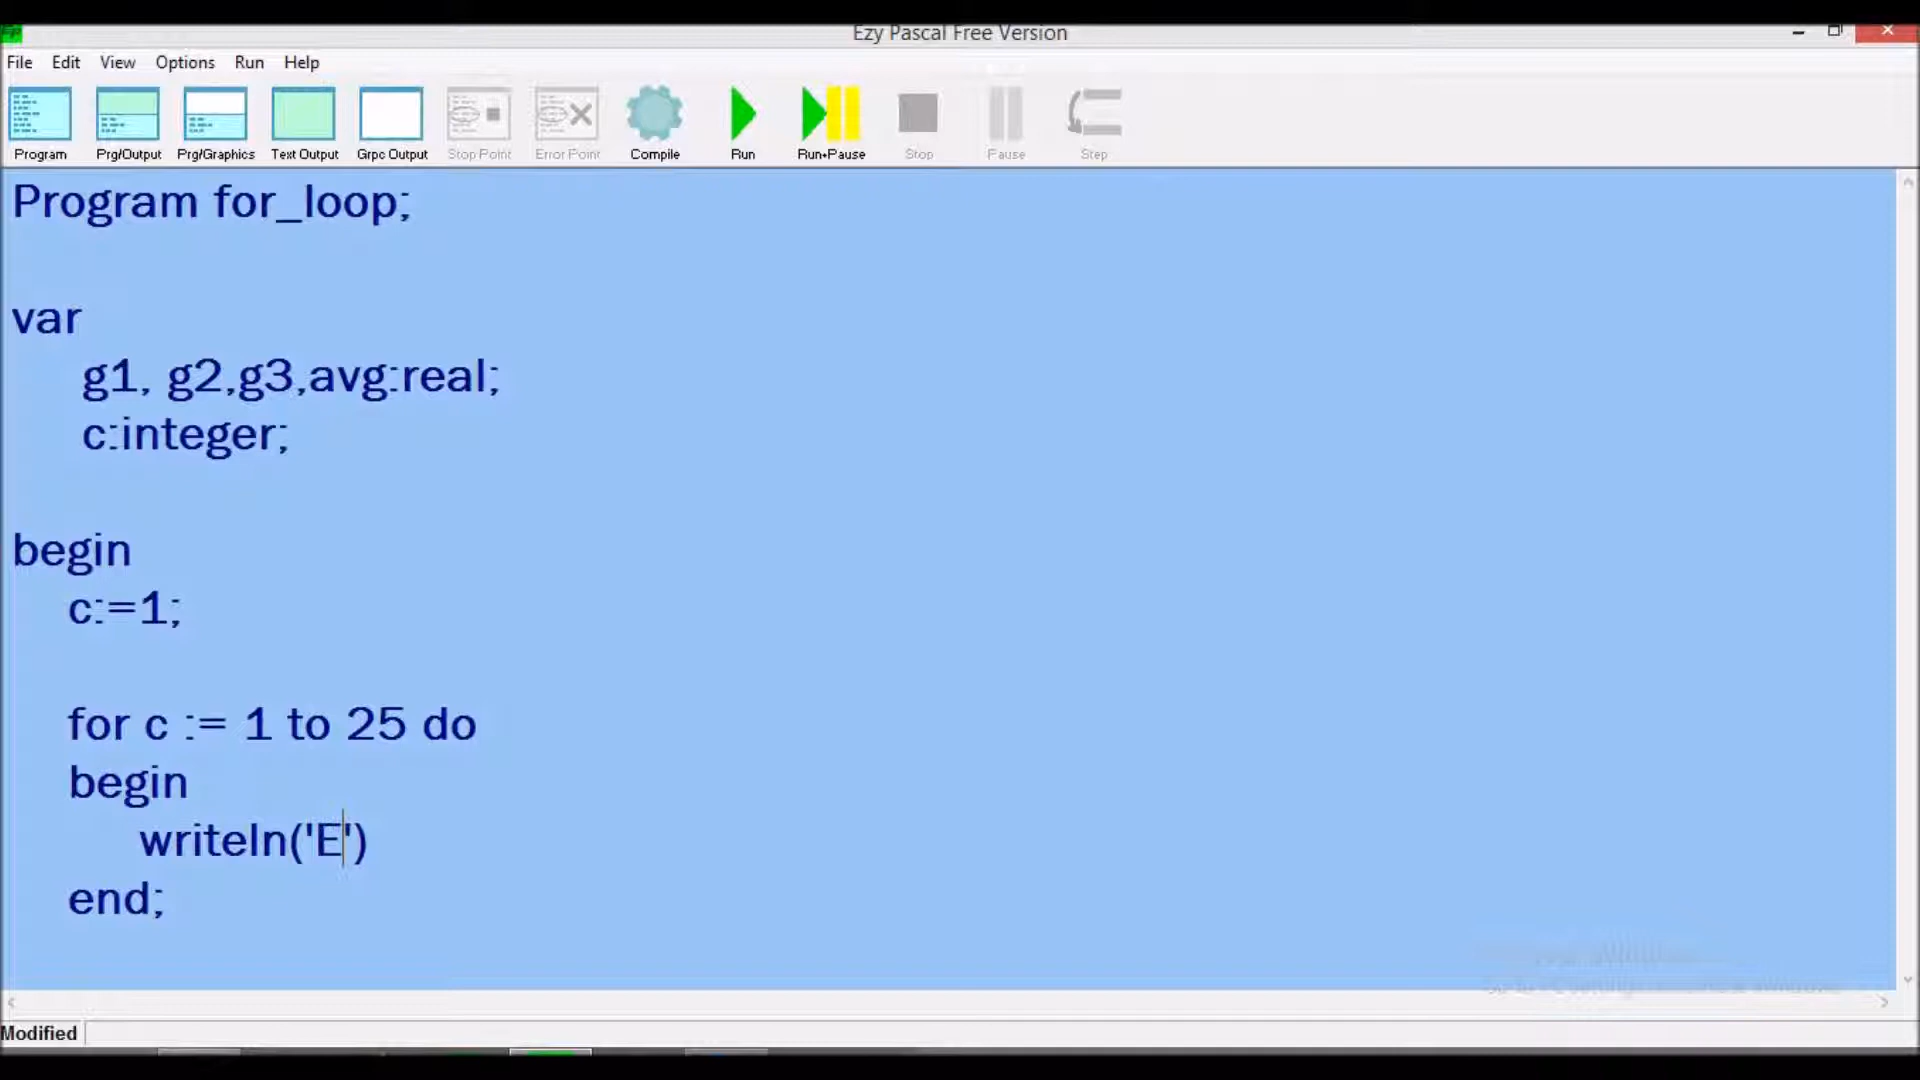 Ezy Pascal Free Version
File Edit View Options Run Help
Program Prg/Output Prg/Graphics Text Output Grpc Output Stop Point Error Point Compile Run Run+Pause Stop Pause Step
Program for_loop;
var
g1, g2,g3,avg:real;
c:integer;
begin
c:=1;
for c := 1 to 25 do
begin
writeln('E')
end;
Modified